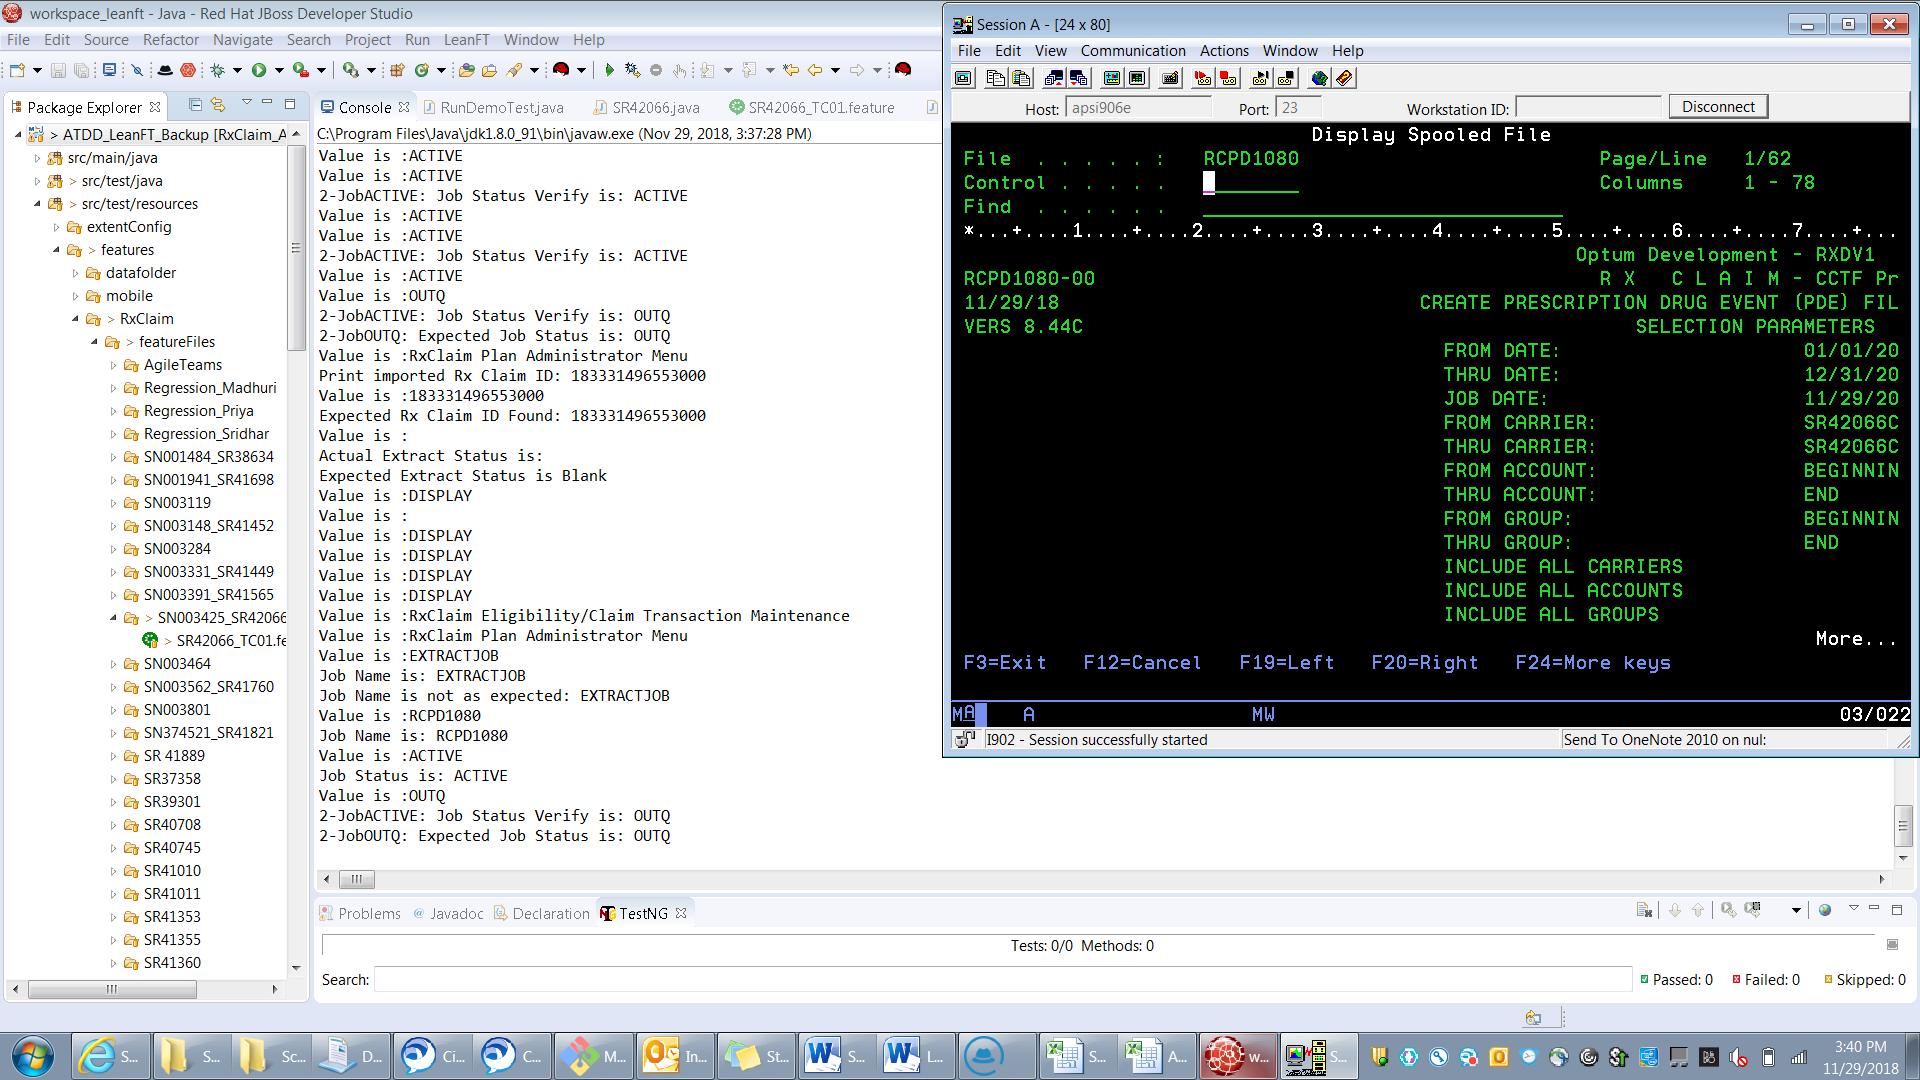 workspace_leanft - Java - Red Hat JBoss Developer Studio
File Edit Source Refactor Navigate Search Project Run LeanFT Window Help
Package Explorer
> ATDD_LeanFT_Backup [RxClaim_A
src/main/java
> src/test/java
> src/test/resources
extentConfig
> features
datafolder
mobile
> RxClaim
> featureFiles
AgileTeams
Regression_Madhuri
Regression_Priya
Regression_Sridhar
SN001484_SR38634
SN001941_SR41698
SN003119
SN003148_SR41452
SN003284
SN003331_SR41449
SN003391_SR41565
> SN003425_SR42066
> SR42066_TC01.fe
SN003464
SN003562_SR41760
SN003801
SN374521_SR41821
SR 41889
SR37358
SR39301
SR40708
SR40745
SR41010
SR41011
SR41353
SR41355
SR41360
Console RunDemoTest.java SR42066.java SR42066_TC01.feature
C:\Program Files\Java\jdk1.8.0_91\bin\javaw.exe (Nov 29, 2018, 3:37:28 PM)
Value is :ACTIVE
Value is :ACTIVE
2-JobACTIVE: Job Status Verify is: ACTIVE
Value is :ACTIVE
Value is :ACTIVE
2-JobACTIVE: Job Status Verify is: ACTIVE
Value is :ACTIVE
Value is :OUTQ
2-JobACTIVE: Job Status Verify is: OUTQ
2-JobOUTQ: Expected Job Status is: OUTQ
Value is :RxClaim Plan Administrator Menu
Print imported Rx Claim ID: 183331496553000
Value is :183331496553000
Expected Rx Claim ID Found: 183331496553000
Value is :
Actual Extract Status is:
Expected Extract Status is Blank
Value is :DISPLAY
Value is :
Value is :DISPLAY
Value is :DISPLAY
Value is :DISPLAY
Value is :DISPLAY
Value is :RxClaim Eligibility/Claim Transaction Maintenance
Value is :RxClaim Plan Administrator Menu
Value is :EXTRACTJOB
Job Name is: EXTRACTJOB
Job Name is not as expected: EXTRACTJOB
Value is :RCPD1080
Job Name is: RCPD1080
Value is :ACTIVE
Job Status is: ACTIVE
Value is :OUTQ
2-JobACTIVE: Job Status Verify is: OUTQ
2-JobOUTQ: Expected Job Status is: OUTQ
Problems @ Javadoc Declaration TestNG
Tests: 0/0 Methods: 0
Search: Passed: 0 Failed: 0 Skipped: 0
Session A - [24 x 80]
File Edit View Communication Actions Window Help
Host: apsi906e Port: 23 Workstation ID: Disconnect
Display Spooled File
File . . . . . : RCPD1080 Page/Line 1/62
Control . . . . . Columns 1 - 78
Find . . . . . .
*...+....1....+....2....+....3....+....4....+....5....+....6....+....7....+...
Optum Development - RXDV1
RCPD1080-00 R X C L A I M - CCTF Pr
11/29/18 CREATE PRESCRIPTION DRUG EVENT (PDE) FIL
VERS 8.44C SELECTION PARAMETERS
FROM DATE: 01/01/20
THRU DATE: 12/31/20
JOB DATE: 11/29/20
FROM CARRIER: SR42066C
THRU CARRIER: SR42066C
FROM ACCOUNT: BEGINNIN
THRU ACCOUNT: END
FROM GROUP: BEGINNIN
THRU GROUP: END
INCLUDE ALL CARRIERS
INCLUDE ALL ACCOUNTS
INCLUDE ALL GROUPS
More...
F3=Exit F12=Cancel F19=Left F20=Right F24=More keys
MA A MW 03/022
I902 - Session successfully started Send To OneNote 2010 on nul:
S... S... Sc... D... Ci... C... M... In... St... S... L... S... A... w... S...
3:40 PM
11/29/2018